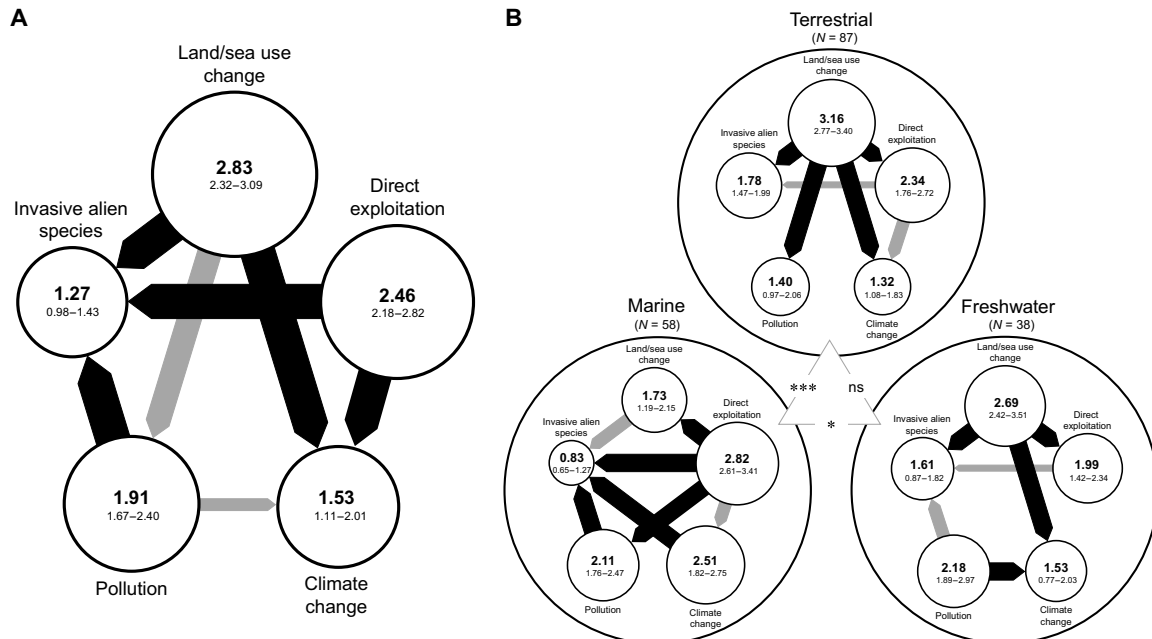 A
Land/sea use
change
2.83
2.32–3.09
Direct
exploitation
2.46
2.18–2.82
Invasive alien
species
1.27
0.98–1.43
1.91
1.67–2.40
Pollution
1.53
1.11–2.01
Climate
change
B
Terrestrial
(N = 87)
Land/sea use
change
3.16
2.77–3.40
Invasive alien
species
1.78
1.47–1.99
Direct
exploitation
2.34
1.76–2.72
1.40
0.97–2.06
Pollution
1.32
1.08–1.83
Climate
change
Marine
(N = 58)
Land/sea use
change
1.73
1.19–2.15
Invasive alien
species
0.83
0.65–1.27
Direct
exploitation
2.82
2.61–3.41
2.11
1.76–2.47
Pollution
2.51
1.82–2.75
Climate
change
***
ns
*
Freshwater
(N = 38)
Land/sea use
change
2.69
2.42–3.51
Invasive alien
species
1.61
0.87–1.82
Direct
exploitation
1.99
1.42–2.34
2.18
1.89–2.97
Pollution
1.53
0.77–2.03
Climate
change